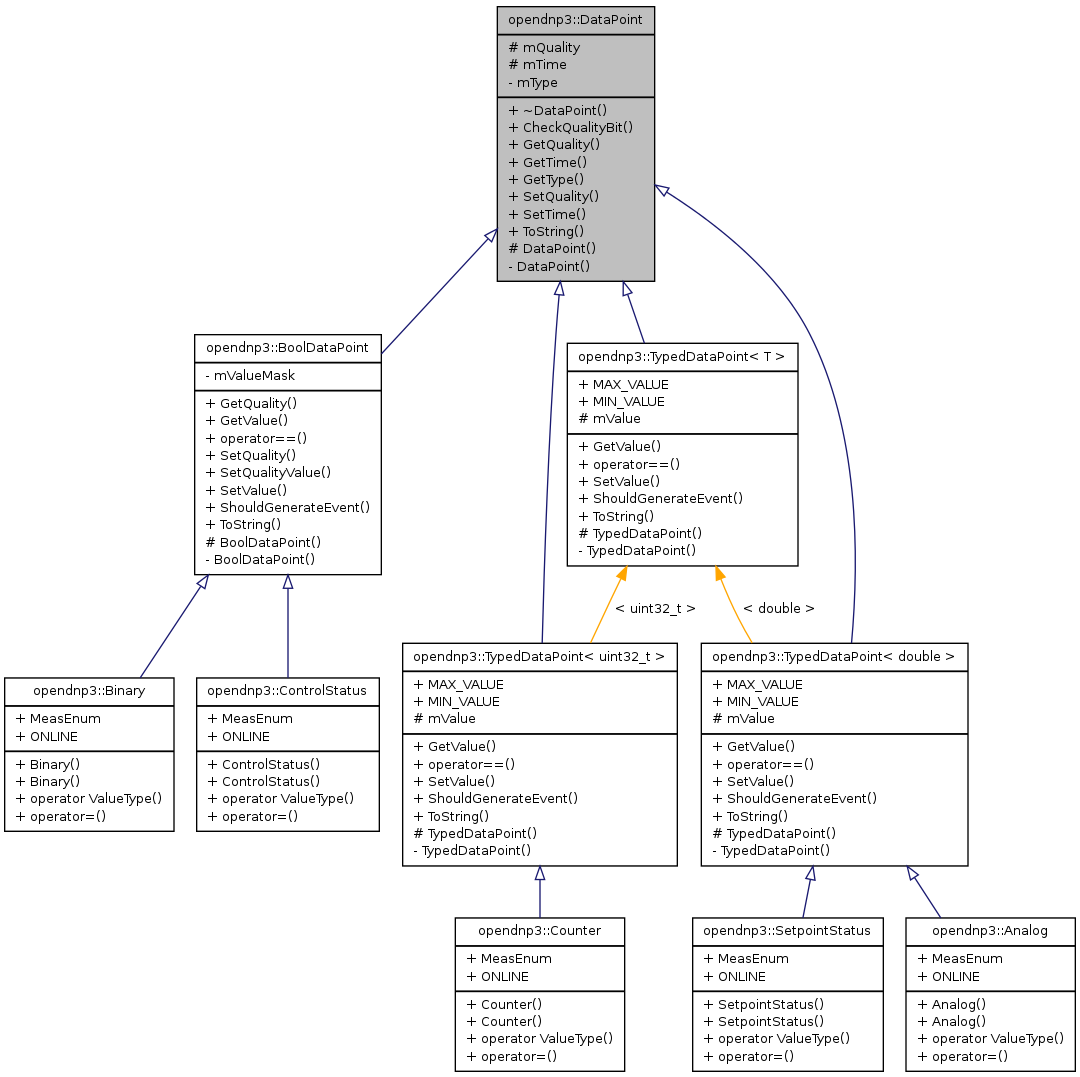 opendnp3::DataPoint
# mQuality
# mTime
- mType
+ ~DataPoint()
+ CheckQualityBit()
+ GetQuality()
+ GetTime()
+ GetType()
+ SetQuality()
+ SetTime()
+ ToString()
# DataPoint()
- DataPoint()
opendnp3::BoolDataPoint
- mValueMask
+ GetQuality()
+ GetValue()
+ operator==()
+ SetQuality()
+ SetQualityValue()
+ SetValue()
+ ShouldGenerateEvent()
+ ToString()
# BoolDataPoint()
- BoolDataPoint()
opendnp3::TypedDataPoint< T >
+ MAX_VALUE
+ MIN_VALUE
# mValue
+ GetValue()
+ operator==()
+ SetValue()
+ ShouldGenerateEvent()
+ ToString()
# TypedDataPoint()
- TypedDataPoint()
< uint32_t >
< double >
opendnp3::Binary
+ MeasEnum
+ ONLINE
+ Binary()
+ Binary()
+ operator ValueType()
+ operator=()
opendnp3::ControlStatus
+ MeasEnum
+ ONLINE
+ ControlStatus()
+ ControlStatus()
+ operator ValueType()
+ operator=()
opendnp3::TypedDataPoint< uint32_t >
+ MAX_VALUE
+ MIN_VALUE
# mValue
+ GetValue()
+ operator==()
+ SetValue()
+ ShouldGenerateEvent()
+ ToString()
# TypedDataPoint()
- TypedDataPoint()
opendnp3::TypedDataPoint< double >
+ MAX_VALUE
+ MIN_VALUE
# mValue
+ GetValue()
+ operator==()
+ SetValue()
+ ShouldGenerateEvent()
+ ToString()
# TypedDataPoint()
- TypedDataPoint()
opendnp3::Counter
+ MeasEnum
+ ONLINE
+ Counter()
+ Counter()
+ operator ValueType()
+ operator=()
opendnp3::SetpointStatus
+ MeasEnum
+ ONLINE
+ SetpointStatus()
+ SetpointStatus()
+ operator ValueType()
+ operator=()
opendnp3::Analog
+ MeasEnum
+ ONLINE
+ Analog()
+ Analog()
+ operator ValueType()
+ operator=()